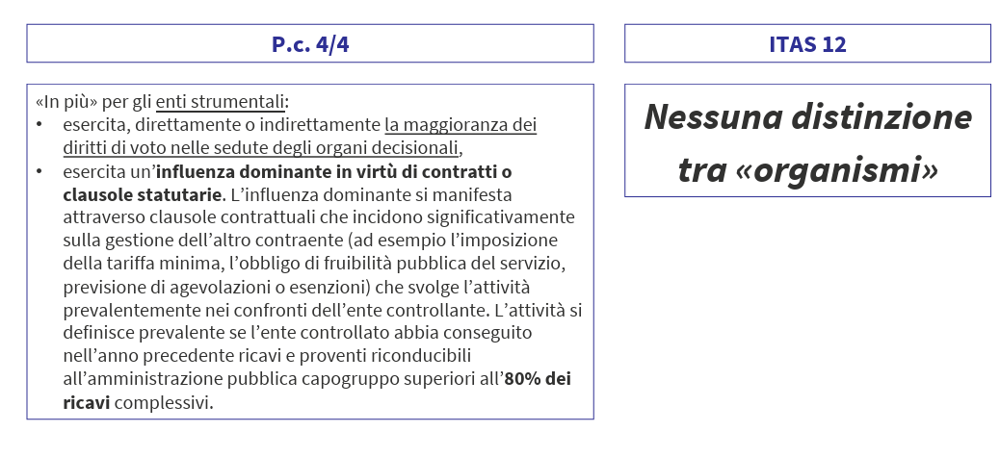 P.c. 4/4
«In più» per gli enti strumentali:
• esercita, direttamente o indirettamente la maggioranza dei
diritti di voto nelle sedute degli organi decisionali,
• esercita un’influenza dominante in virtù di contratti o
clausole statutarie. L’influenza dominante si manifesta
attraverso clausole contrattuali che incidono significativamente
sulla gestione dell’altro contraente (ad esempio l’imposizione
della tariffa minima, l’obbligo di fruibilità pubblica del servizio,
previsione di agevolazioni o esenzioni) che svolge l’attività
prevalentemente nei confronti dell’ente controllante. L’attività si
definisce prevalente se l’ente controllato abbia conseguito
nell’anno precedente ricavi e proventi riconducibili
all’amministrazione pubblica capogruppo superiori all’80% dei
ricavi complessivi.
ITAS 12
Nessuna distinzione
tra «organismi»